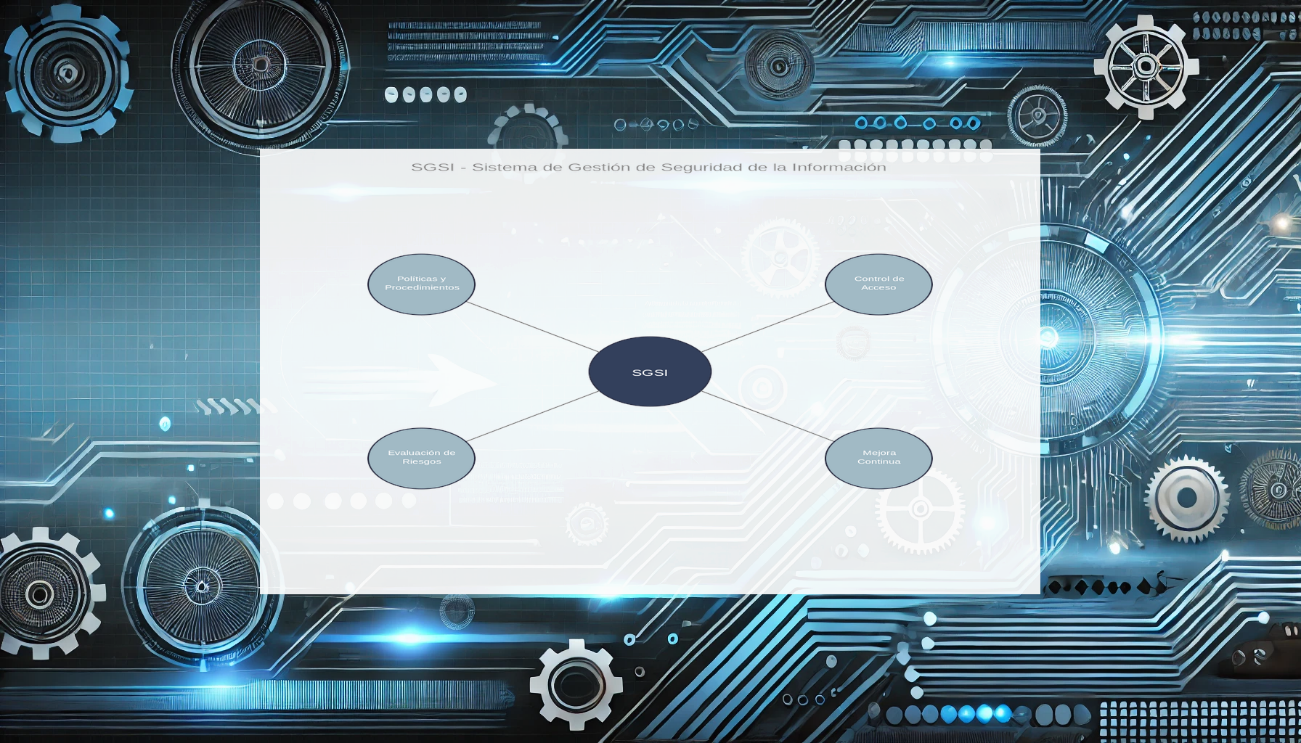 SGSI - Sistema de Gestión de Seguridad de la Información
Políticas y
Procedimientos
Control de
Acceso
SGSI
Evaluación de
Riesgos
Mejora
Continua